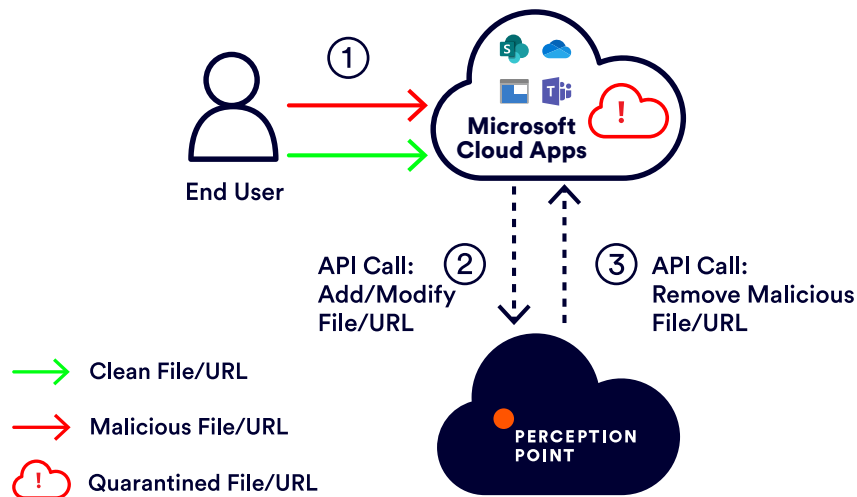 1
S
T
!
Microsoft
Cloud Apps
End User
API Call:
Add/Modify
File/URL
2
3
API Call:
Remove Malicious
File/URL
Clean File/URL
Malicious File/URL
!
Quarantined File/URL
PERCEPTION
POINT